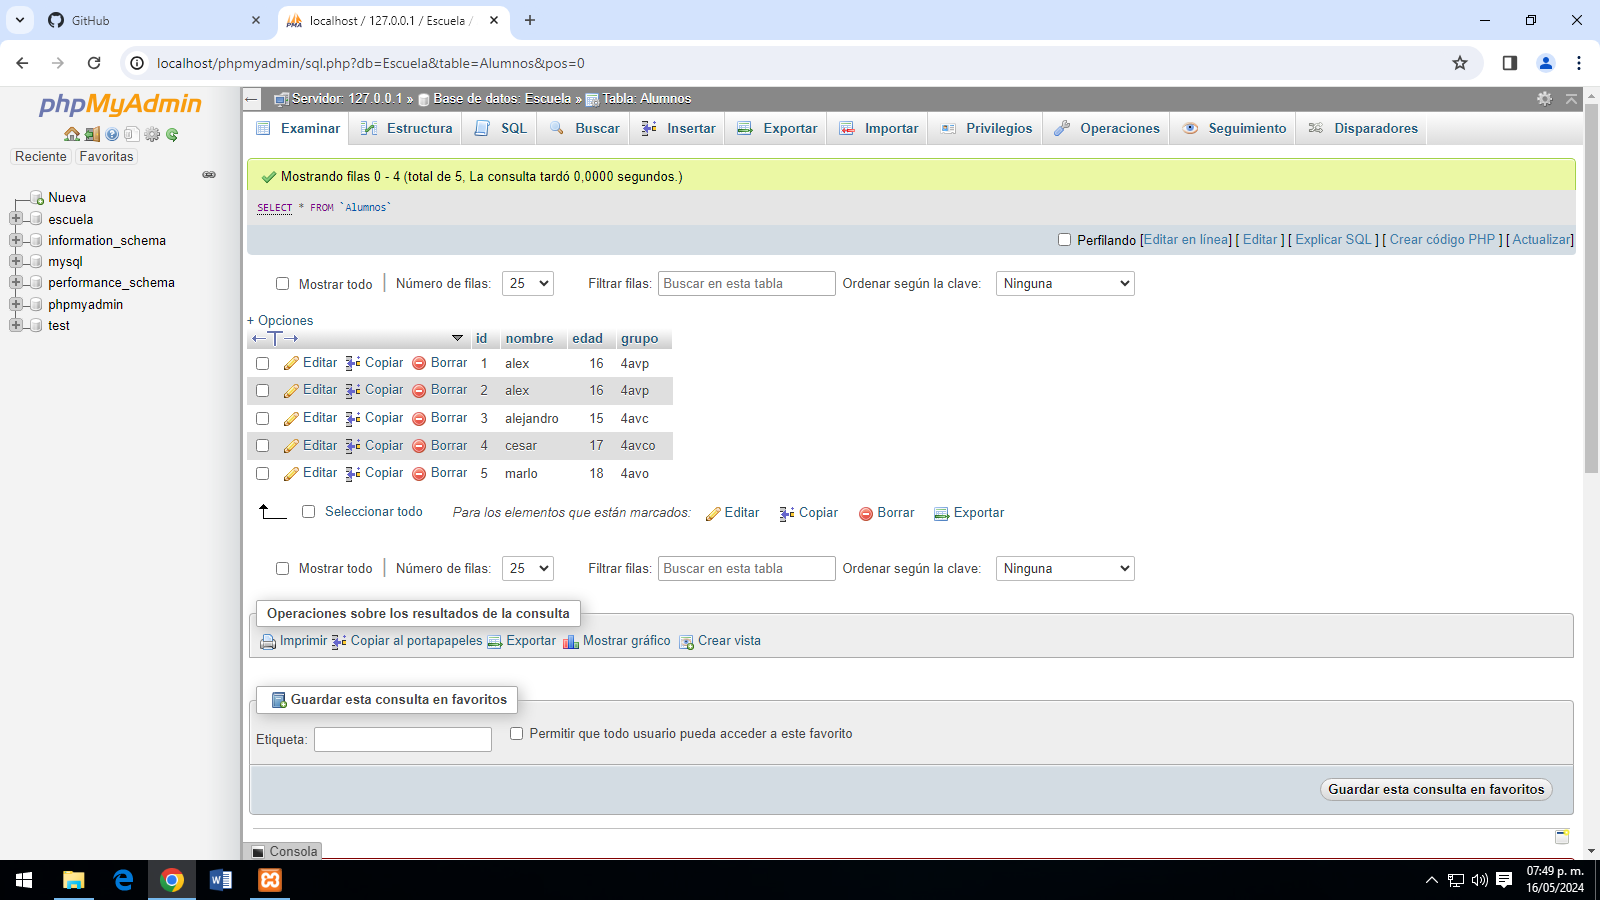 GitHub
localhost / 127.0.0.1 / Escuela /
localhost/phpmyadmin/sql.php?db=Escuela&table=Alumnos&pos=0
phpMyAdmin
Reciente Favoritas
Nueva
escuela
information_schema
mysql
performance_schema
phpmyadmin
test
Servidor: 127.0.0.1 » Base de datos: Escuela » Tabla: Alumnos
Examinar Estructura SQL Buscar Insertar Exportar Importar Privilegios Operaciones Seguimiento Disparadores
Mostrando filas 0 - 4 (total de 5, La consulta tardó 0,0000 segundos.)
SELECT * FROM `Alumnos`
Perfilando [Editar en línea] [ Editar ] [ Explicar SQL ] [ Crear código PHP ] [ Actualizar]
Mostrar todo Número de filas: 25 Filtrar filas: Buscar en esta tabla Ordenar según la clave: Ninguna
+ Opciones
id nombre edad grupo
Editar Copiar Borrar 1 alex 16 4avp
Editar Copiar Borrar 2 alex 16 4avp
Editar Copiar Borrar 3 alejandro 15 4avc
Editar Copiar Borrar 4 cesar 17 4avco
Editar Copiar Borrar 5 marlo 18 4avo
Seleccionar todo Para los elementos que están marcados: Editar Copiar Borrar Exportar
Mostrar todo Número de filas: 25 Filtrar filas: Buscar en esta tabla Ordenar según la clave: Ninguna
Operaciones sobre los resultados de la consulta
Imprimir Copiar al portapapeles Exportar Mostrar gráfico Crear vista
Guardar esta consulta en favoritos
Etiqueta: Permitir que todo usuario pueda acceder a este favorito
Guardar esta consulta en favoritos
Consola
07:49 p. m.
16/05/2024